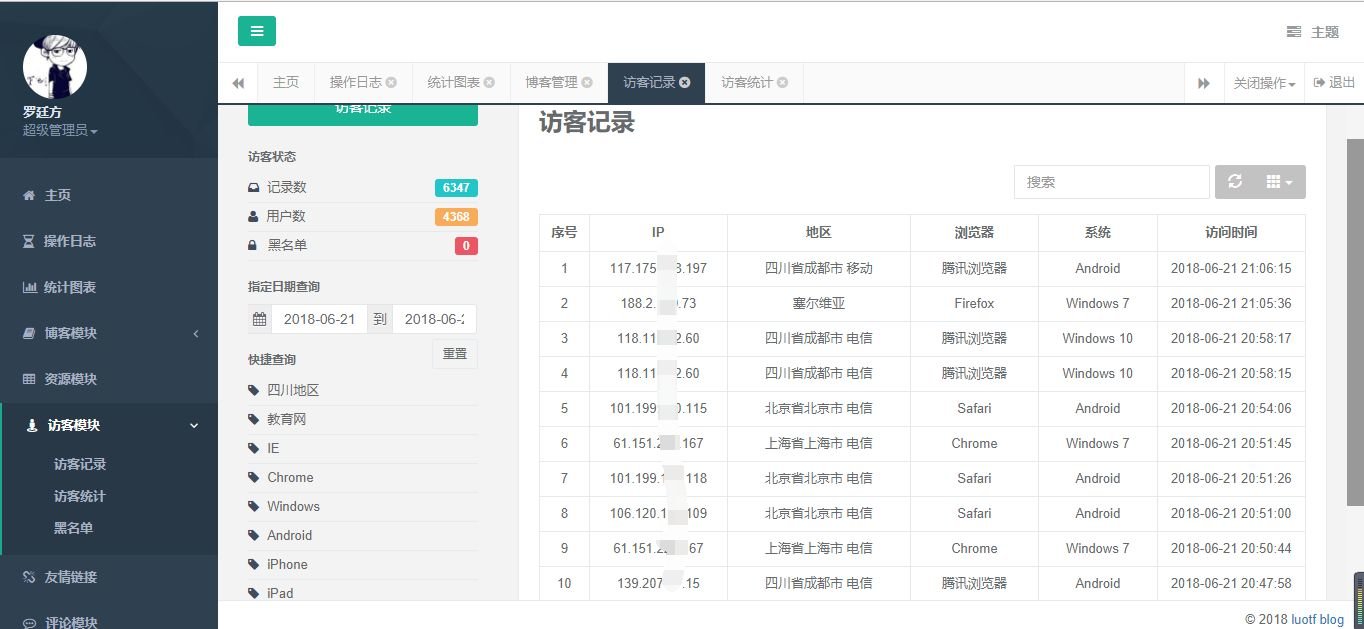 罗廷方
超级管理员
主页
操作日志
统计图表
博客模块
资源模块
访客模块
访客记录
访客统计
黑名单
友情链接
评论模块
主题
主页 操作日志 统计图表 博客管理 访客记录 访客统计 关闭操作 退出
访客记录
访客状态
记录数 6347
用户数 4368
黑名单 0
指定日期查询
2018-06-21 到 2018-06-2
重置
快捷查询
四川地区
教育网
IE
Chrome
Windows
Android
iPhone
iPad
访客记录
搜索
序号 IP 地区 浏览器 系统 访问时间
1 117.175 3.197 四川省成都市 移动 腾讯浏览器 Android 2018-06-21 21:06:15
2 188.2. .73 塞尔维亚 Firefox Windows 7 2018-06-21 21:05:36
3 118.11 2.60 四川省成都市 电信 腾讯浏览器 Windows 10 2018-06-21 20:58:17
4 118.11 2.60 四川省成都市 电信 腾讯浏览器 Windows 10 2018-06-21 20:58:15
5 101.199 .115 北京省北京市 电信 Safari Android 2018-06-21 20:54:06
6 61.151.2 .167 上海省上海市 电信 Chrome Windows 7 2018-06-21 20:51:45
7 101.199. .118 北京省北京市 电信 Safari Android 2018-06-21 20:51:26
8 106.120.1 109 北京省北京市 电信 Safari Android 2018-06-21 20:51:00
9 61.151.2 67 上海省上海市 电信 Chrome Windows 7 2018-06-21 20:50:44
10 139.207 .15 四川省成都市 电信 腾讯浏览器 Android 2018-06-21 20:47:58
© 2018 luotf blog